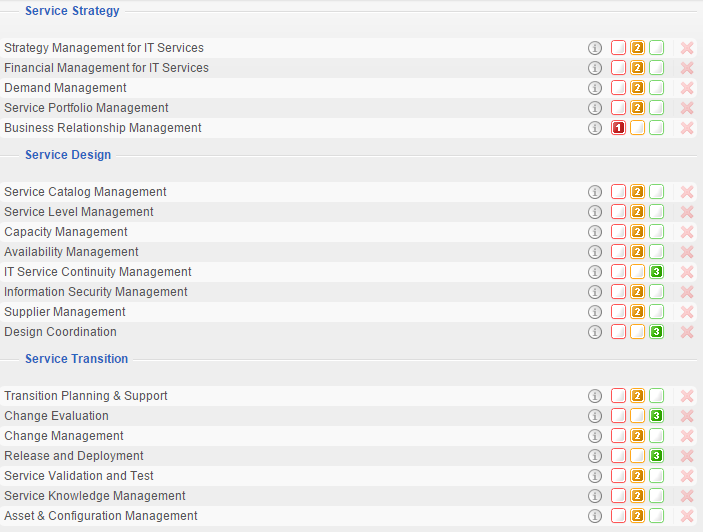 Service Strategy
Strategy Management for IT Services 2
Financial Management for IT Services 2
Demand Management 2
Service Portfolio Management 2
Business Relationship Management 1
Service Design
Service Catalog Management 2
Service Level Management 2
Capacity Management 2
Availability Management 2
IT Service Continuity Management 3
Information Security Management 2
Supplier Management 2
Design Coordination 3
Service Transition
Transition Planning & Support 2
Change Evaluation 3
Change Management 2
Release and Deployment 3
Service Validation and Test 2
Service Knowledge Management 2
Asset & Configuration Management 2